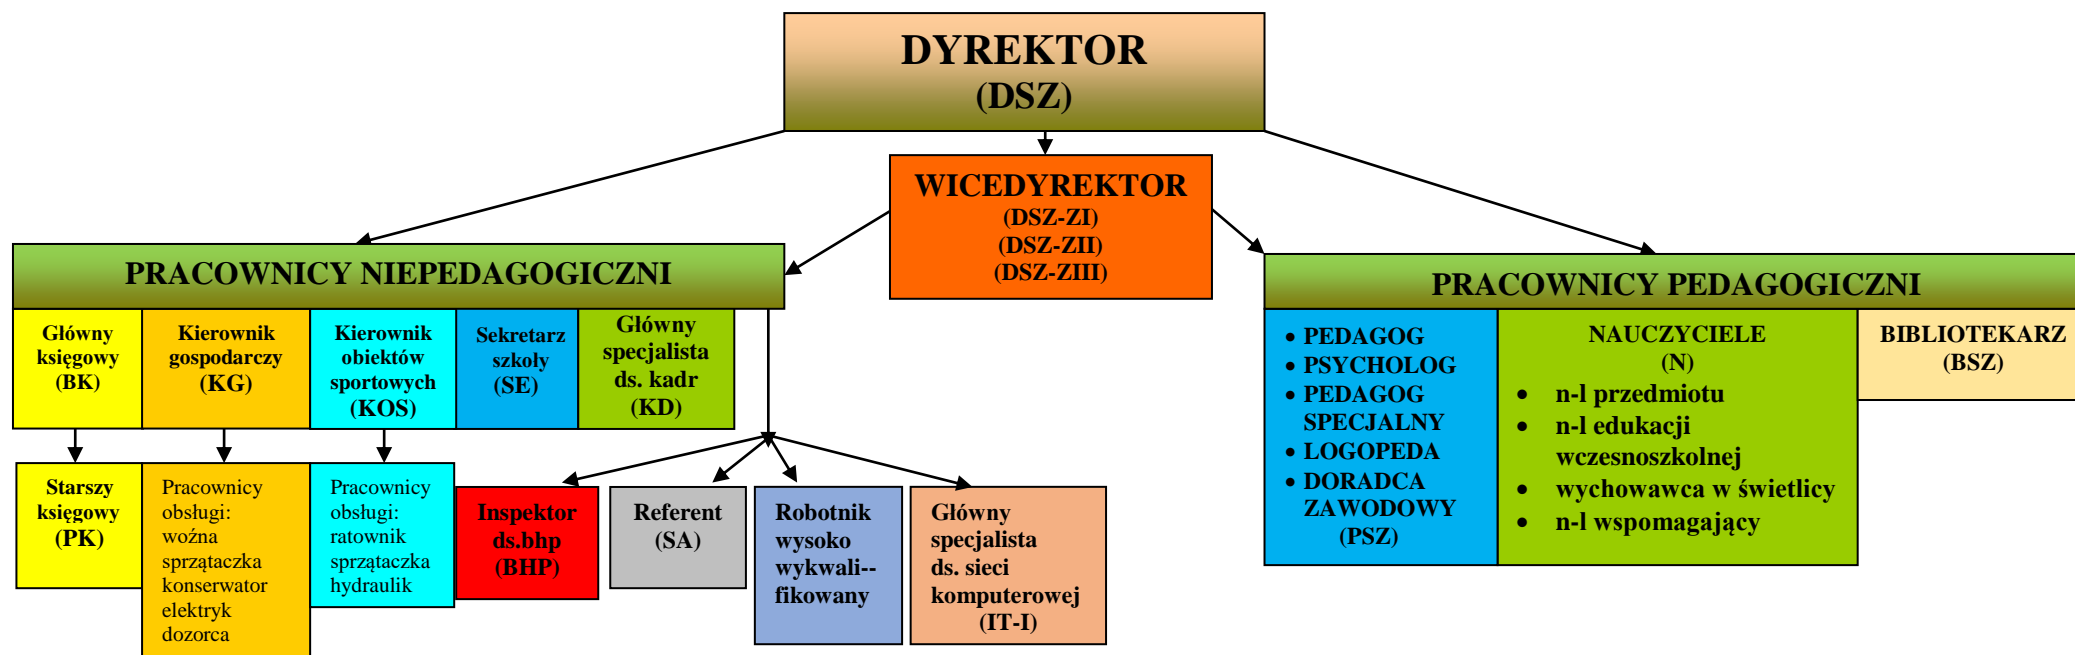 DYREKTOR
(DSZ)
WICEDYREKTOR
(DSZ-ZI)
(DSZ-ZII)
(DSZ-ZIII)
PRACOWNICY NIEPEDAGOGICZNI
Główny
księgowy
(BK)
Kierownik
gospodarczy
(KG)
Kierownik
obiektów
sportowych
(KOS)
Sekretarz
szkoły
(SE)
Główny
specjalista
ds. kadr
(KD)
Starszy
księgowy
(PK)
Pracownicy
obsługi:
woźna
sprzątaczka
konserwator
elektryk
dozorca
Pracownicy
obsługi:
ratownik
sprzątaczka
hydraulik
Inspektor
ds.bhp
(BHP)
Referent
(SA)
Robotnik
wysoko
wykwali--
fikowany
Główny
specjalista
ds. sieci
komputerowej
(IT-I)
PRACOWNICY PEDAGOGICZNI
• PEDAGOG
• PSYCHOLOG
• PEDAGOG
SPECJALNY
• LOGOPEDA
• DORADCA
ZAWODOWY
(PSZ)
NAUCZYCIELE
(N)
• n-l przedmiotu
• n-l edukacji
wczesnoszkolnej
• wychowawca w świetlicy
• n-l wspomagający
BIBLIOTEKARZ
(BSZ)